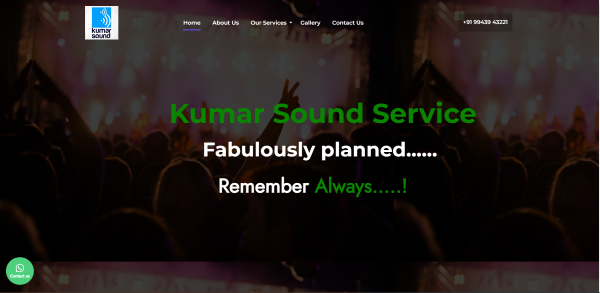 kumar
sound
Home About Us Our Services Gallery Contact Us
+91 99439 43221
Kumar Sound Service
Fabulously planned......
Remember Always.....!
Contact us